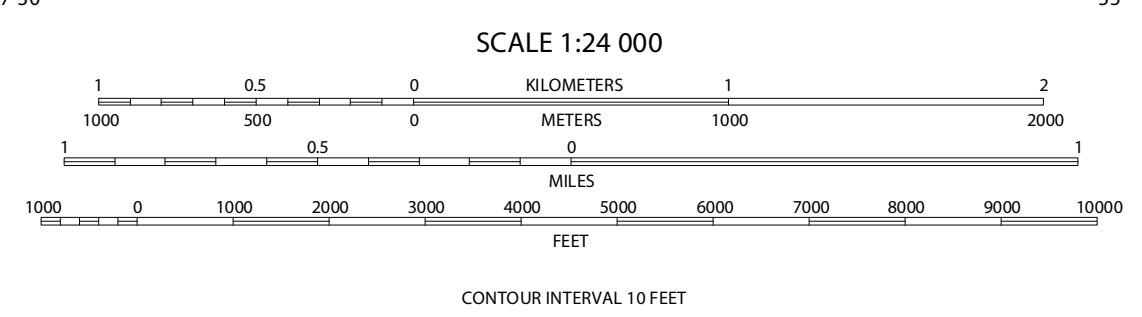 SCALE 1:24 000
1 0.5 0 KILOMETERS 1 2
1000 500 0 METERS 1000 2000
1 0.5 0 1
MILES
1000 0 1000 2000 3000 4000 5000 6000 7000 8000 9000 10000
FEET
CONTOUR INTERVAL 10 FEET